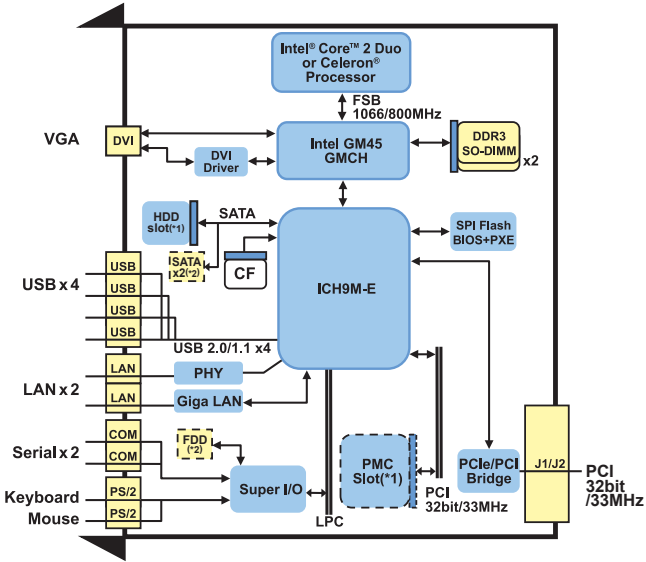 Intel® Core™ 2 Duo
or Celeron®
Processor
FSB
1066/800MHz
VGA
DVI
DVI
Driver
Intel GM45
GMCH
DDR3
SO-DIMM
x2
HDD
slot(*1)
SATA
SATA
x2(*2)
CF
SPI Flash
BIOS+PXE
ICH9M-E
USB x 4
USB
USB
USB
USB
USB 2.0/1.1 x4
LAN x 2
LAN
PHY
LAN
Giga LAN
Serial x 2
COM
COM
FDD
(*2)
Keyboard
Mouse
PS/2
PS/2
Super I/O
LPC
PMC
Slot(*1)
PCI
32bit/33MHz
PCIe/PCI
Bridge
J1/J2
PCI
32bit
/33MHz